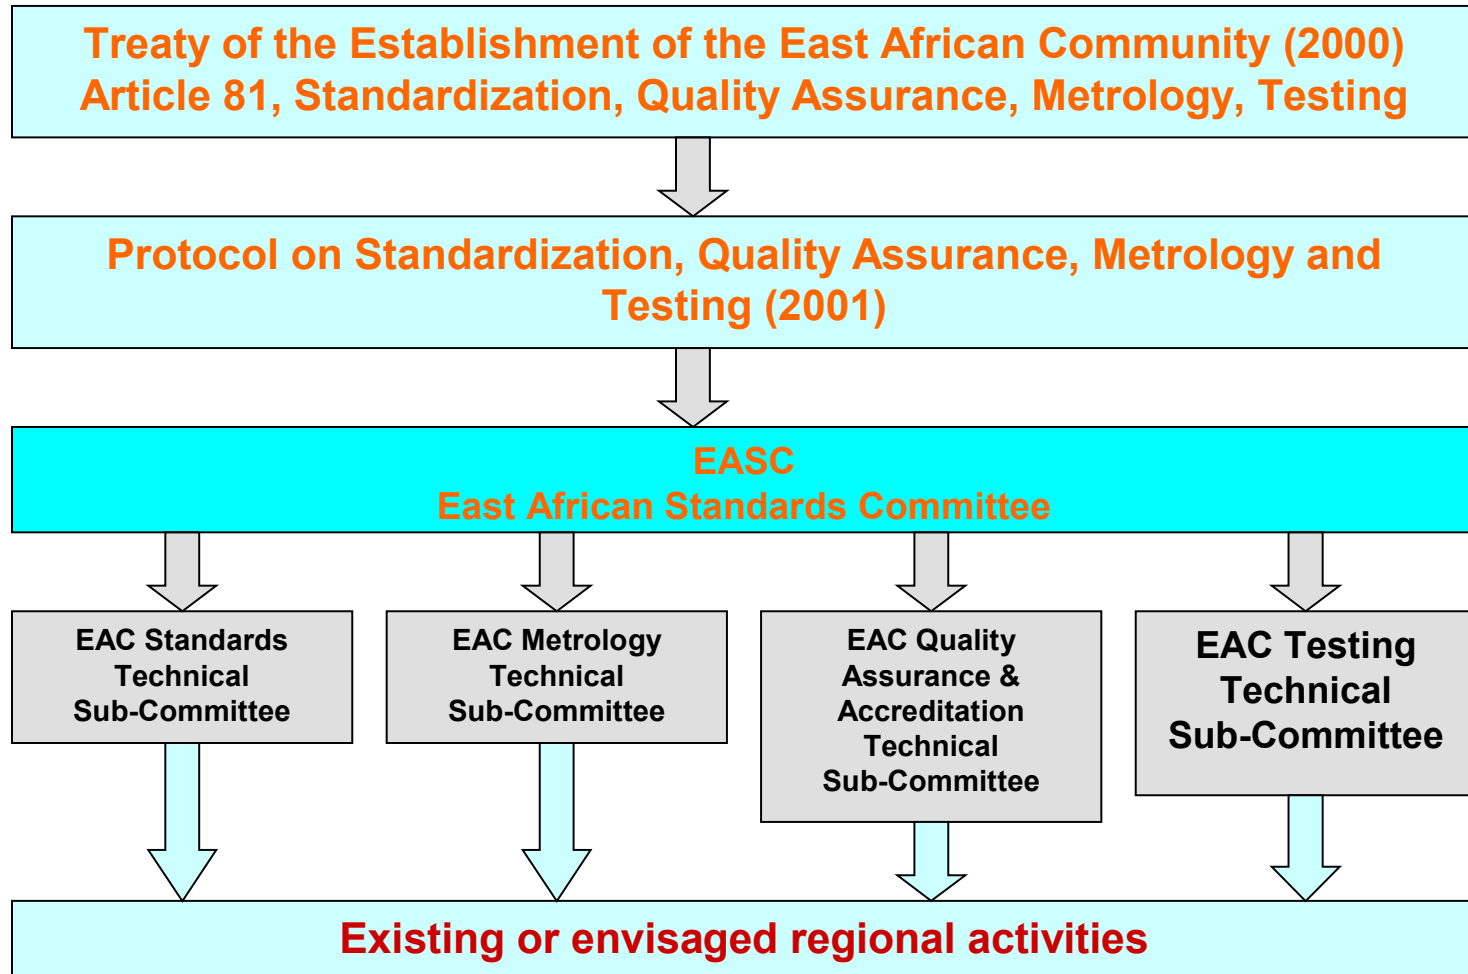 Treaty of the Establishment of the East African Community (2000)
Article 81, Standardization, Quality Assurance, Metrology, Testing
Protocol on Standardization, Quality Assurance, Metrology and
Testing (2001)
EASC
East African Standards Committee
EAC Standards
Technical
Sub-Committee
EAC Metrology
Technical
Sub-Committee
EAC Quality
Assurance &
Accreditation
Technical
Sub-Committee
EAC Testing
Technical
Sub-Committee
Existing or envisaged regional activities